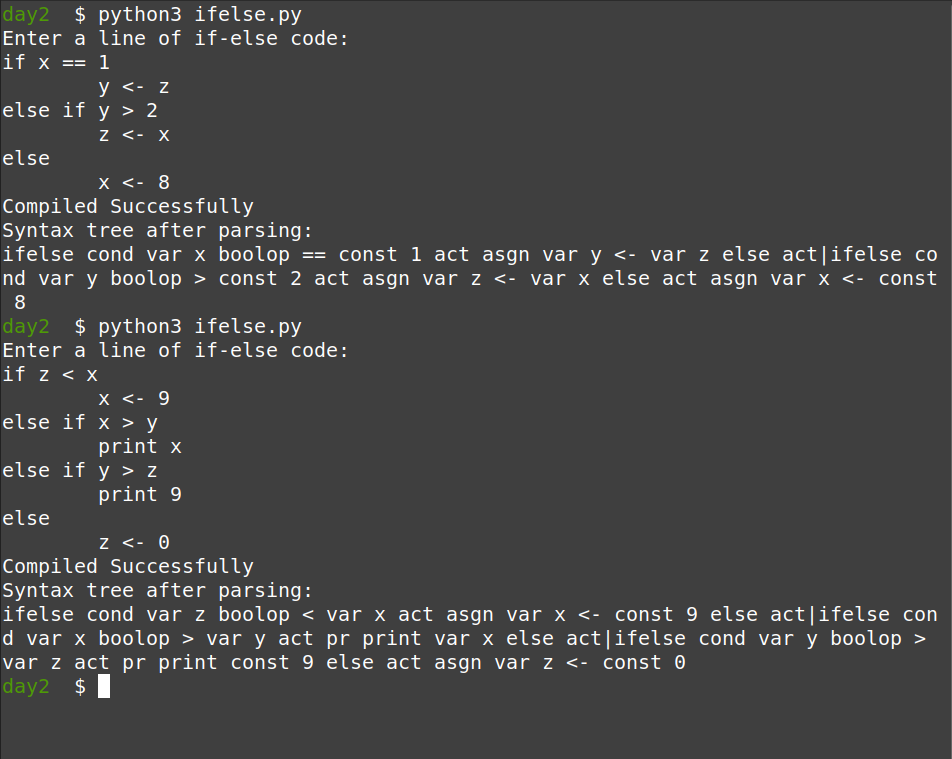 day2  $ python3 ifelse.py
Enter a line of if-else code:
if x == 1
        y <- z
else if y > 2
        z <- x
else
        x <- 8
Compiled Successfully
Syntax tree after parsing:
ifelse cond var x boolop == const 1 act asgn var y <- var z else act|ifelse co
nd var y boolop > const 2 act asgn var z <- var x else act asgn var x <- const
 8
day2  $ python3 ifelse.py
Enter a line of if-else code:
if z < x
        x <- 9
else if x > y
        print x
else if y > z
        print 9
else
        z <- 0
Compiled Successfully
Syntax tree after parsing:
ifelse cond var z boolop < var x act asgn var x <- const 9 else act|ifelse con
d var x boolop > var y act pr print var x else act|ifelse cond var y boolop >
var z act pr print const 9 else act asgn var z <- const 0
day2  $